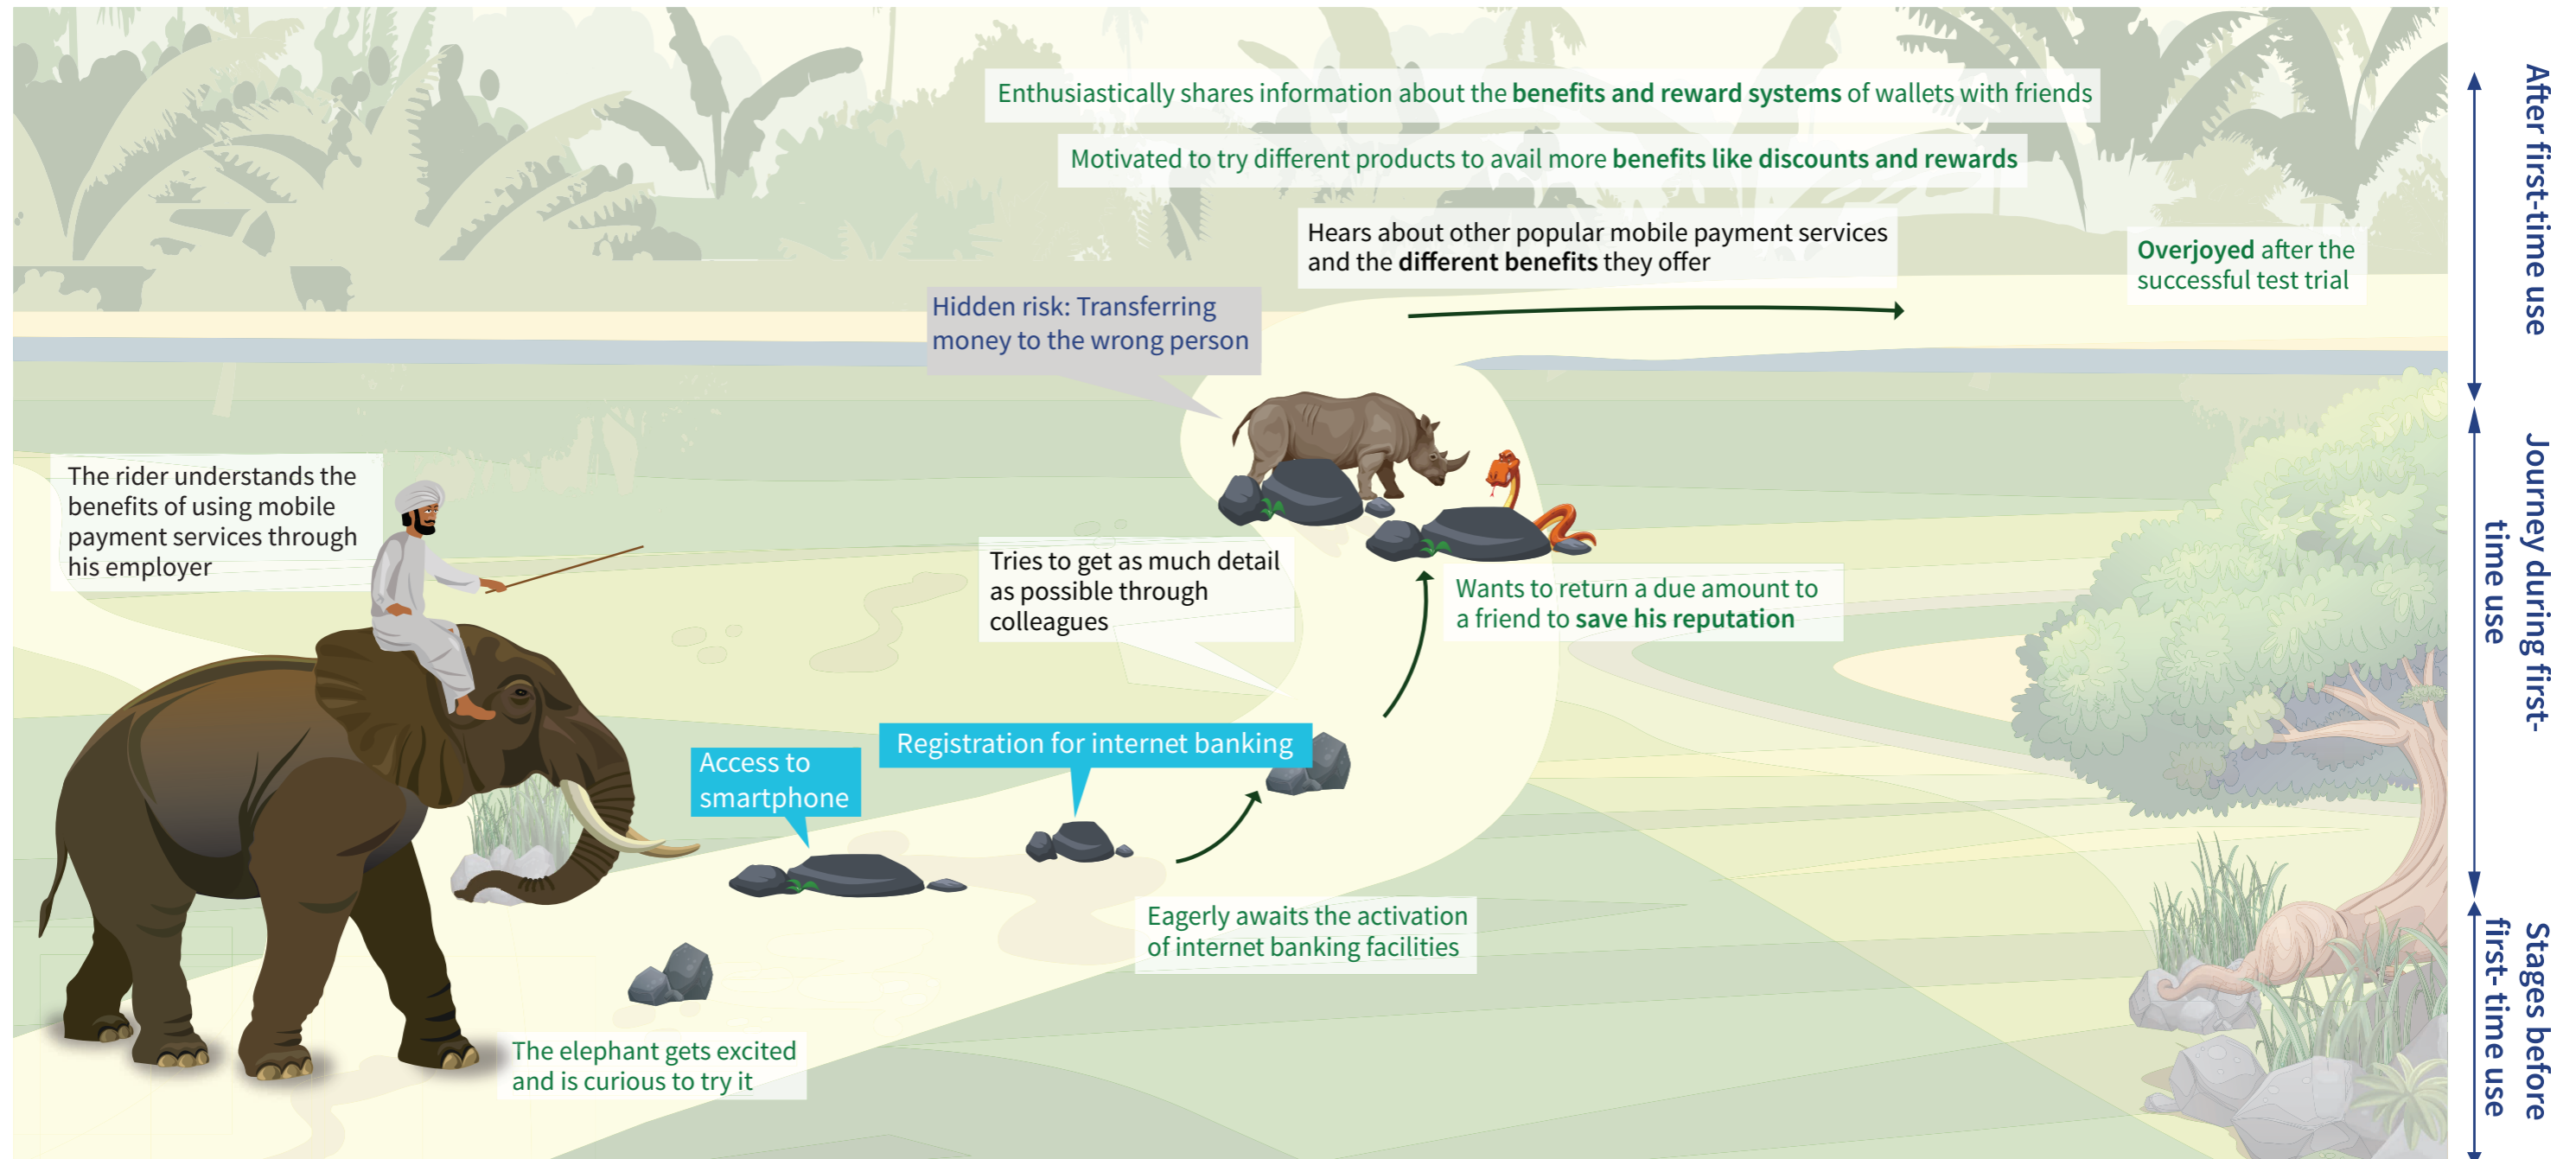 Enthusiastically shares information about the benefits and reward systems of wallets with friends
Motivated to try different products to avail more benefits like discounts and rewards
Hears about other popular mobile payment services
and the different benefits they offer
Overjoyed after the
successful test trial
Hidden risk: Transferring
money to the wrong person
The rider understands the
benefits of using mobile
payment services through
his employer
Tries to get as much detail
as possible through
colleagues
Wants to return a due amount to
a friend to save his reputation
Registration for internet banking
Access to
smartphone
Eagerly awaits the activation
of internet banking facilities
The elephant gets excited
and is curious to try it
After first-time use
Journey during first-
time use
Stages before
first- time use